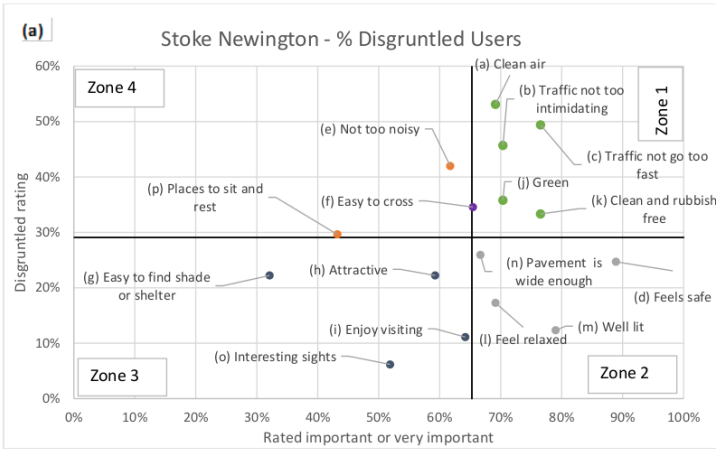 (a)
Stoke Newington - % Disgruntled Users
60%
50%
40%
30%
20%
10%
0%
Disgruntled rating
Zone 4
Zone 1
(a) Clean air
(b) Traffic not too
intimidating
(e) Not too noisy
(c) Traffic not go too
fast
(p) Places to sit and
rest
(j) Green
(f) Easy to cross
(k) Clean and rubbish
free
(g) Easy to find shade
or shelter
(h) Attractive
(n) Pavement is
wide enough
(d) Feels safe
(i) Enjoy visiting
(l) Feel relaxed
(m) Well lit
(o) Interesting sights
Zone 3
Zone 2
0% 10% 20% 30% 40% 50% 60% 70% 80% 90% 100%
Rated important or very important